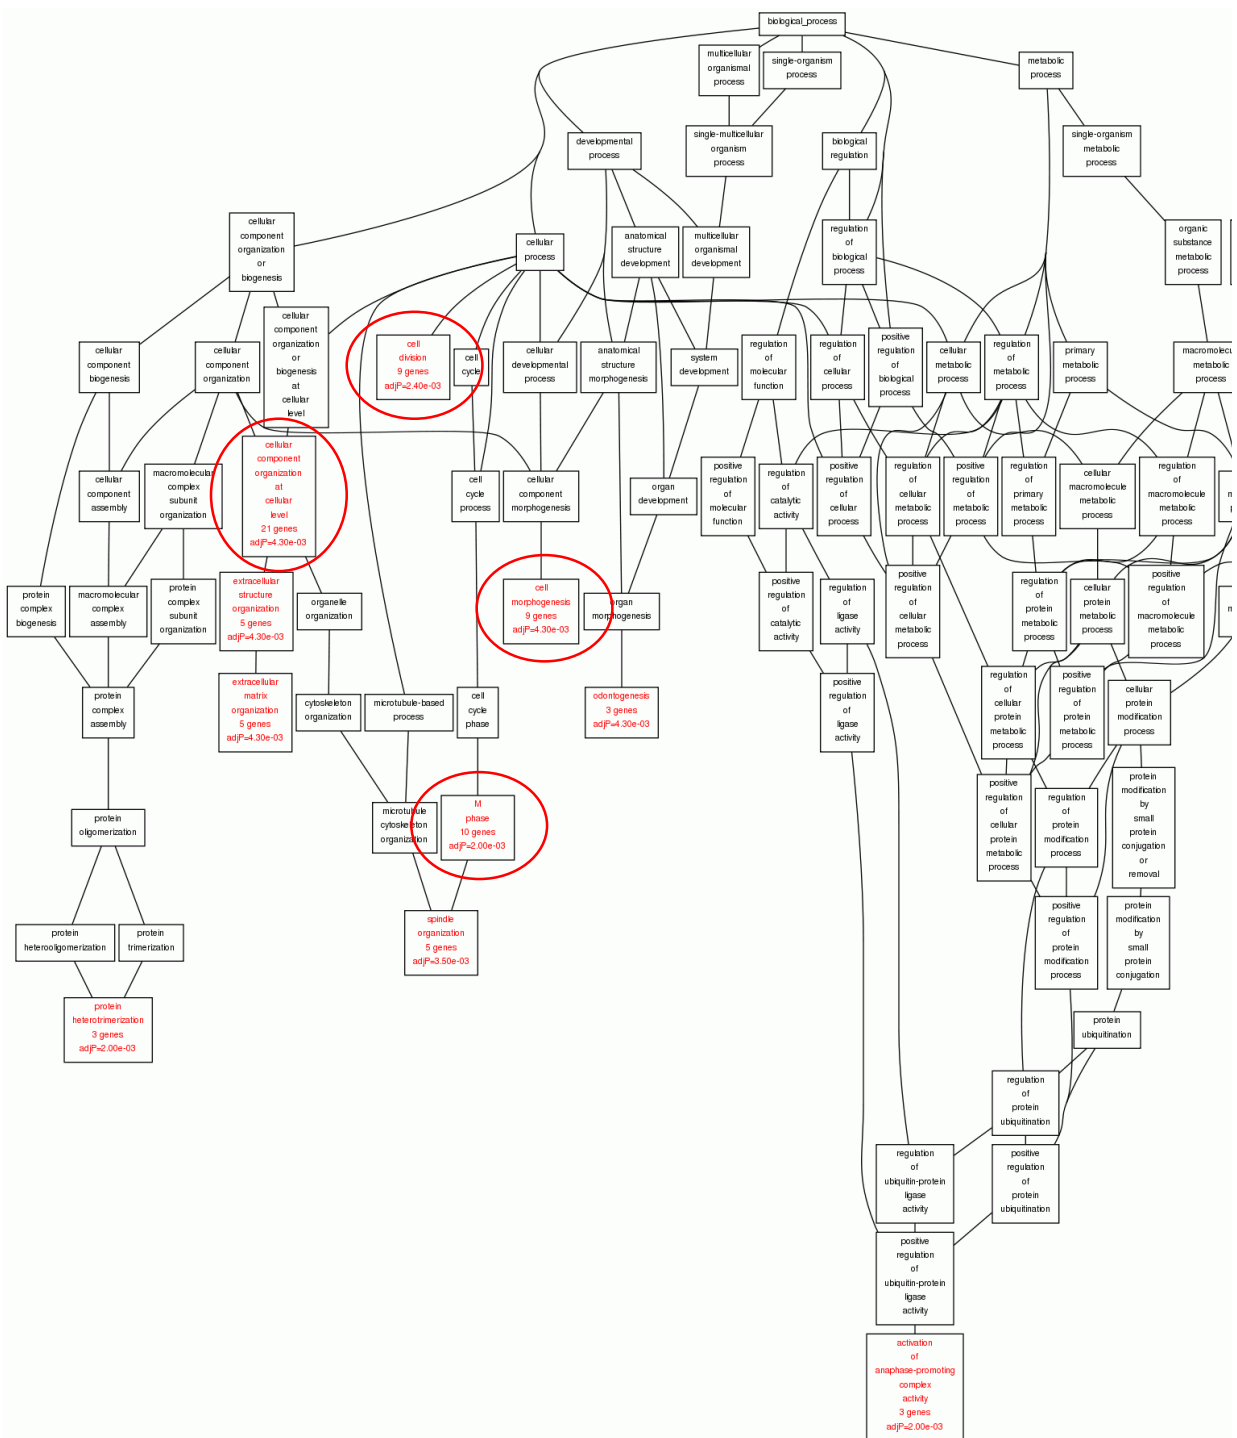 biological_process
multicellular
organismal
process
single-organism
process
metabolic
process
developmental
process
single-multicellular
organism
process
biological
regulation
single-organism
metabolic
process
cellular
component
organization
or
biogenesis
cellular
process
anatomical
structure
development
multicellular
organismal
development
regulation
of
biological
process
organic
substance
metabolic
process
cellular
component
biogenesis
cellular
component
organization
cellular
component
organization
or
biogenesis
at
cellular
level
cell
division
9 genes
adjP=2.40e-03
cell
cycle
cellular
developmental
process
anatomical
structure
morphogenesis
system
development
regulation
of
molecular
function
regulation
of
cellular
process
positive
regulation
of
biological
process
cellular
metabolic
process
regulation
of
metabolic
process
primary
metabolic
process
macromolecu
metabolic
process
cellular
component
assembly
macromolecular
complex
subunit
organization
cellular
component
organization
at
cellular
level
21 genes
adjP=4.30e-03
cell
cycle
process
cellular
component
morphogenesis
organ
development
positive
regulation
of
molecular
function
regulation
of
catalytic
activity
positive
regulation
of
cellular
process
regulation
of
cellular
metabolic
process
positive
regulation
of
metabolic
process
regulation
of
primary
metabolic
process
cellular
macromolecule
metabolic
process
regulation
of
macromolecule
metabolic
process
protein
complex
biogenesis
macromolecular
complex
assembly
protein
complex
subunit
organization
extracellular
structure
organization
5 genes
adjP=4.30e-03
organelle
organization
cell
morphogenesis
9 genes
adjP=4.30e-03
organ
morphogenesis
positive
regulation
of
catalytic
activity
regulation
of
ligase
activity
positive
regulation
of
cellular
metabolic
process
regulation
of
protein
metabolic
process
cellular
protein
metabolic
process
positive
regulation
of
macromolecule
metabolic
process
protein
complex
assembly
extracellular
matrix
organization
5 genes
adjP=4.30e-03
cytoskeleton
organization
microtubule-based
process
cell
cycle
phase
odontogenesis
3 genes
adjP=4.30e-03
positive
regulation
of
ligase
activity
regulation
of
cellular
protein
metabolic
process
positive
regulation
of
protein
metabolic
process
cellular
protein
modification
process
protein
oligomerization
microtubule
cytoskeleton
organization
M
phase
10 genes
adjP=2.00e-03
positive
regulation
of
cellular
protein
metabolic
process
regulation
of
protein
modification
process
protein
modification
by
small
protein
conjugation
or
removal
protein
heterooligomerization
protein
trimerization
spindle
organization
5 genes
adjP=3.50e-03
positive
regulation
of
protein
modification
process
protein
modification
by
small
protein
conjugation
protein
heterotrimerization
3 genes
adjP=2.00e-03
protein
ubiquitination
regulation
of
protein
ubiquitination
regulation
of
ubiquitin-protein
ligase
activity
positive
regulation
of
protein
ubiquitination
positive
regulation
of
ubiquitin-protein
ligase
activity
activation
of
anaphase-promoting
complex
activity
3 genes
adjP=2.00e-03